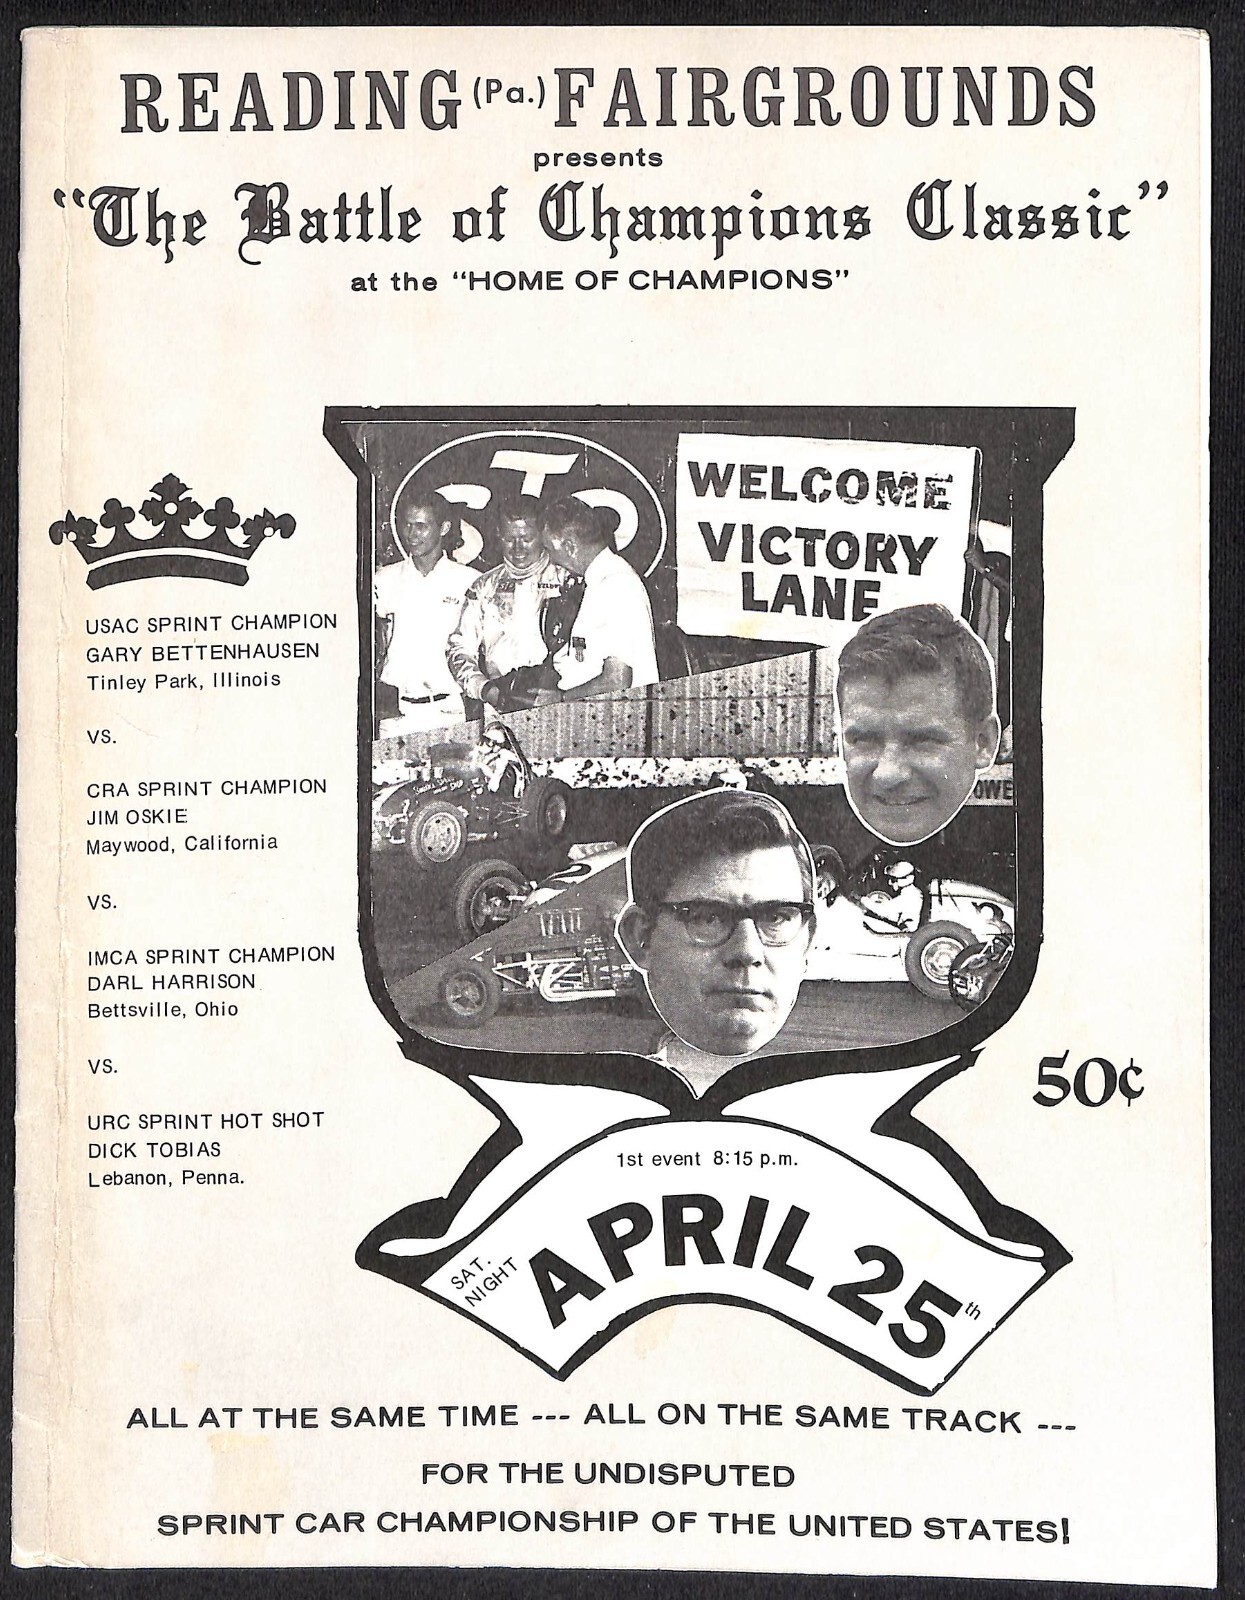 READING (Pa.) FAIRGROUNDS
presents
"The Battle of Champions Classic"
at the "HOME OF CHAMPIONS"
STP
WELCOME
VICTORY
LANE
USAC SPRINT CHAMPION
GARY BETTENHAUSEN
Tinley Park, Illinois
VS.
CRA SPRINT CHAMPION
JIM OSKIE
Maywood, California
VS.
IMCA SPRINT CHAMPION
DARL HARRISON
Bettsville, Ohio
VS.
URC SPRINT HOT SHOT
DICK TOBIAS
Lebanon, Penna.
50¢
1st event 8:15 p.m.
SAT.
NIGHT
APRIL 25th
ALL AT THE SAME TIME --- ALL ON THE SAME TRACK ---
FOR THE UNDISPUTED
SPRINT CAR CHAMPIONSHIP OF THE UNITED STATES!